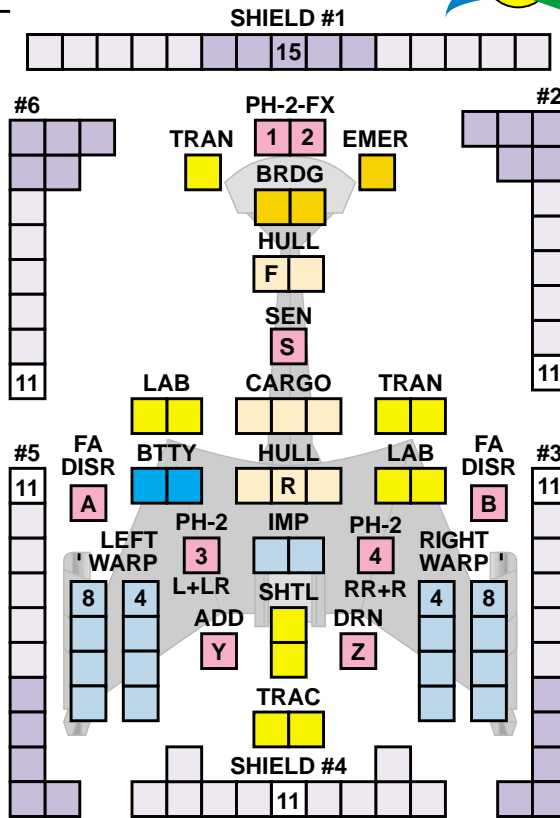 SHIELD #1
15
#6
PH-2-FX
#2
TRAN
1 2
EMER
BRDG
HULL
F
SEN
S
11
11
LAB
CARGO
TRAN
#5
FA
DISR
BTTY
HULL
LAB
FA
DISR
#3
11
A
R
B
11
LEFT
WARP
PH-2
IMP
PH-2
RIGHT
WARP
3
4
8
4
L+LR
SHTL
RR+R
4
8
ADD
DRN
Y
Z
TRAC
SHIELD #4
11